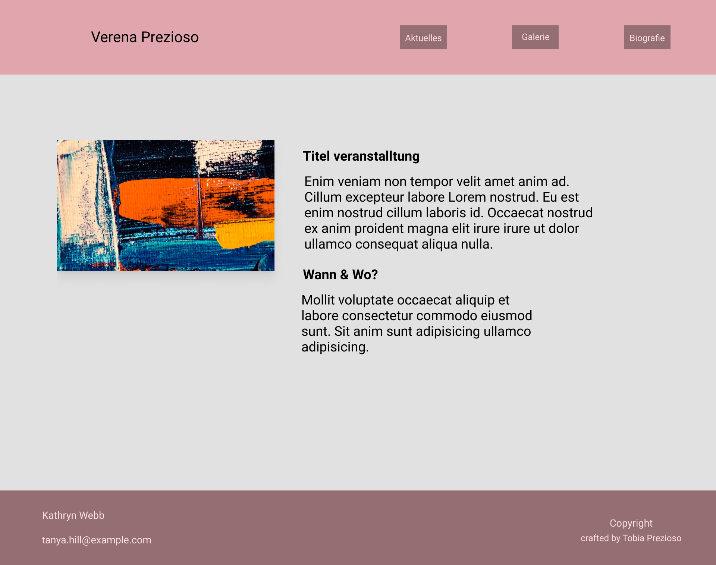 Verena Prezioso
Aktuelles
Galerie
Biografie
Titel veranstalltung
Enim veniam non tempor velit amet anim ad.
Cillum excepteur labore Lorem nostrud. Eu est
enim nostrud cillum laboris id. Occaecat nostrud
ex anim proident magna elit irure irure ut dolor
ullamco consequat aliqua nulla.
Wann & Wo?
Mollit voluptate occaecat aliquip et
labore consectetur commodo eiusmod
sunt. Sit anim sunt adipisicing ullamco
adipisicing.
Kathryn Webb
tanya.hill@example.com
Copyright
crafted by Tobia Prezioso